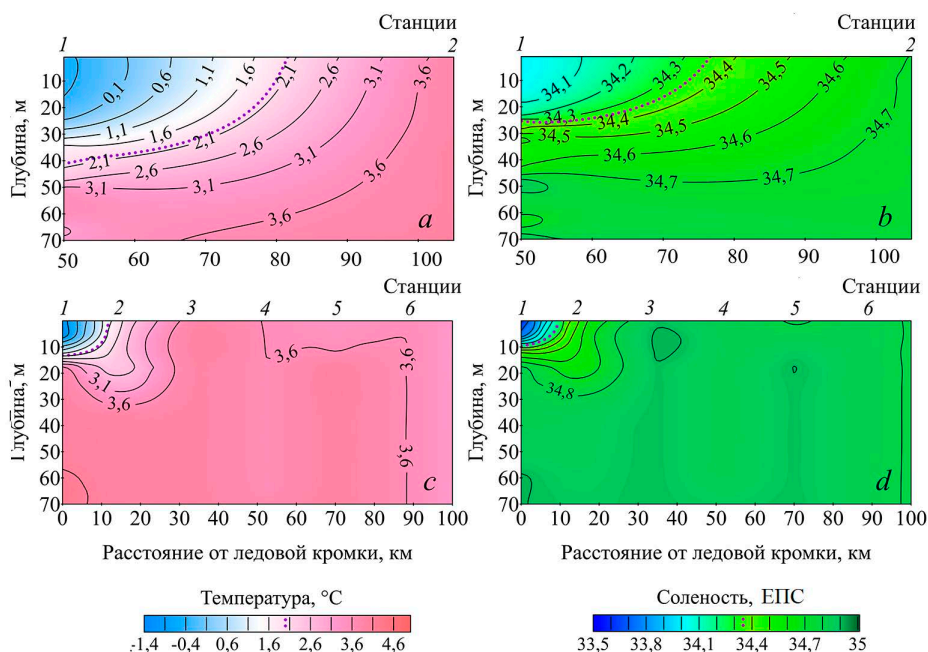 Станции
Станции
1
2
1
2
0,1
0,6
1,1
1,6
2,1
2,6
3,1
3,6
34,1
34,2
34,3
34,4
34,5
34,6
1,1
1,6
2,1
2,6
3,1
3,6
34,3
34,4
34,5
34,6
34,7
2,1
3,1
3,6
34,5
34,6
34,7
34,7
a
b
10
20
30
40
50
60
70
Глубина, м
10
20
30
40
50
60
70
Глубина, м
50 60 70 80 90 100
50 60 70 80 90 100
Станции
Станции
1 2 3 4 5 6
1 2 3 4 5 6
10
20
30
40
50
60
70
Глубина, м
3,1
3,6
3,6
3,6
3,6
c
10
20
30
40
50
60
70
Глубина, м
34,8
d
0 10 20 30 40 50 60 70 80 90 100
0 10 20 30 40 50 60 70 80 90 100
Расстояние от ледовой кромки, км
Расстояние от ледовой кромки, км
Температура, °C
-1,4 -0,4 0,6 1,6 2,6 3,6 4,6
Соленость, ЕПС
33,5 33,8 34,1 34,4 34,7 35